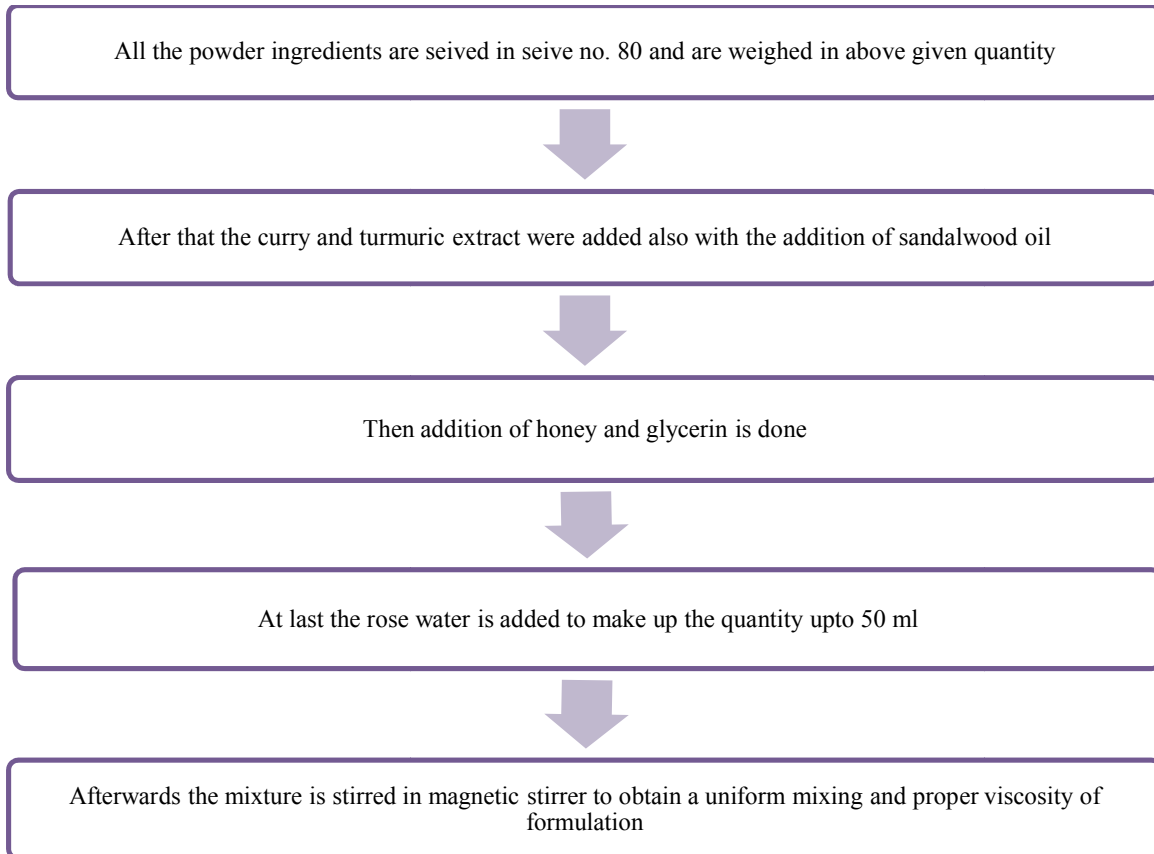 All the powder ingredients are seived in seive no. 80 and are weighed in above given quantity
After that the curry and turmuric extract were added also with the addition of sandalwood oil
Then addition of honey and glycerin is done
At last the rose water is added to make up the quantity upto 50 ml
Afterwards the mixture is stirred in magnetic stirrer to obtain a uniform mixing and proper viscosity of
formulation